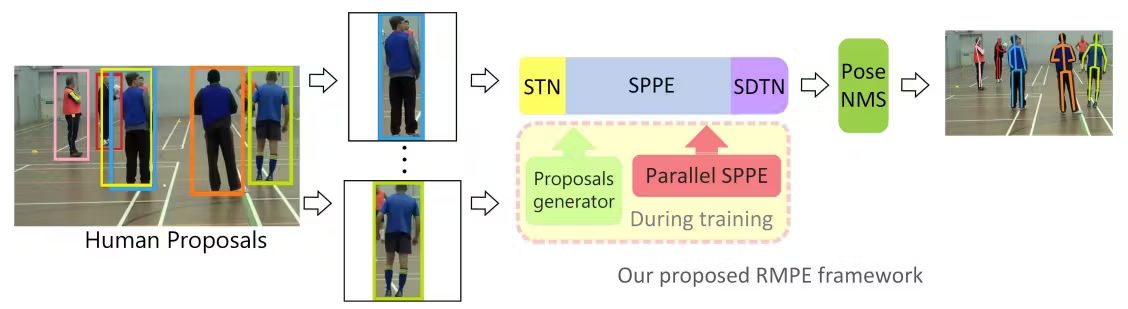 Human Proposals
STN
SPPE
SDTN
Pose
NMS
Proposals
generator
Parallel SPPE
During training
Our proposed RMPE framework